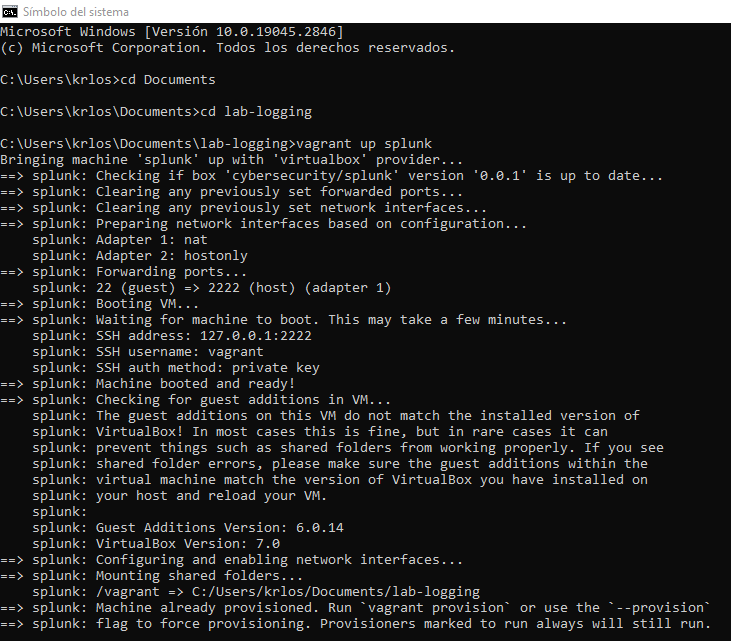 Símbolo del sistema
Microsoft Windows [Versión 10.0.19045.2846]
(c) Microsoft Corporation. Todos los derechos reservados.
C:\Users\krlos>cd Documents
C:\Users\krlos\Documents>cd lab-logging
C:\Users\krlos\Documents\lab-logging>vagrant up splunk
Bringing machine 'splunk' up with 'virtualbox' provider...
==> splunk: Checking if box 'cybersecurity/splunk' version '0.0.1' is up to date...
==> splunk: Clearing any previously set forwarded ports...
==> splunk: Clearing any previously set network interfaces...
==> splunk: Preparing network interfaces based on configuration...
    splunk: Adapter 1: nat
    splunk: Adapter 2: hostonly
==> splunk: Forwarding ports...
    splunk: 22 (guest) => 2222 (host) (adapter 1)
==> splunk: Booting VM...
==> splunk: Waiting for machine to boot. This may take a few minutes...
    splunk: SSH address: 127.0.0.1:2222
    splunk: SSH username: vagrant
    splunk: SSH auth method: private key
==> splunk: Machine booted and ready!
==> splunk: Checking for guest additions in VM...
    splunk: The guest additions on this VM do not match the installed version of
    splunk: VirtualBox! In most cases this is fine, but in rare cases it can
    splunk: prevent things such as shared folders from working properly. If you see
    splunk: shared folder errors, please make sure the guest additions within the
    splunk: virtual machine match the version of VirtualBox you have installed on
    splunk: your host and reload your VM.
    splunk:
    splunk: Guest Additions Version: 6.0.14
    splunk: VirtualBox Version: 7.0
==> splunk: Configuring and enabling network interfaces...
==> splunk: Mounting shared folders...
    splunk: /vagrant => C:/Users/krlos/Documents/lab-logging
==> splunk: Machine already provisioned. Run `vagrant provision` or use the `--provision`
==> splunk: flag to force provisioning. Provisioners marked to run always will still run.